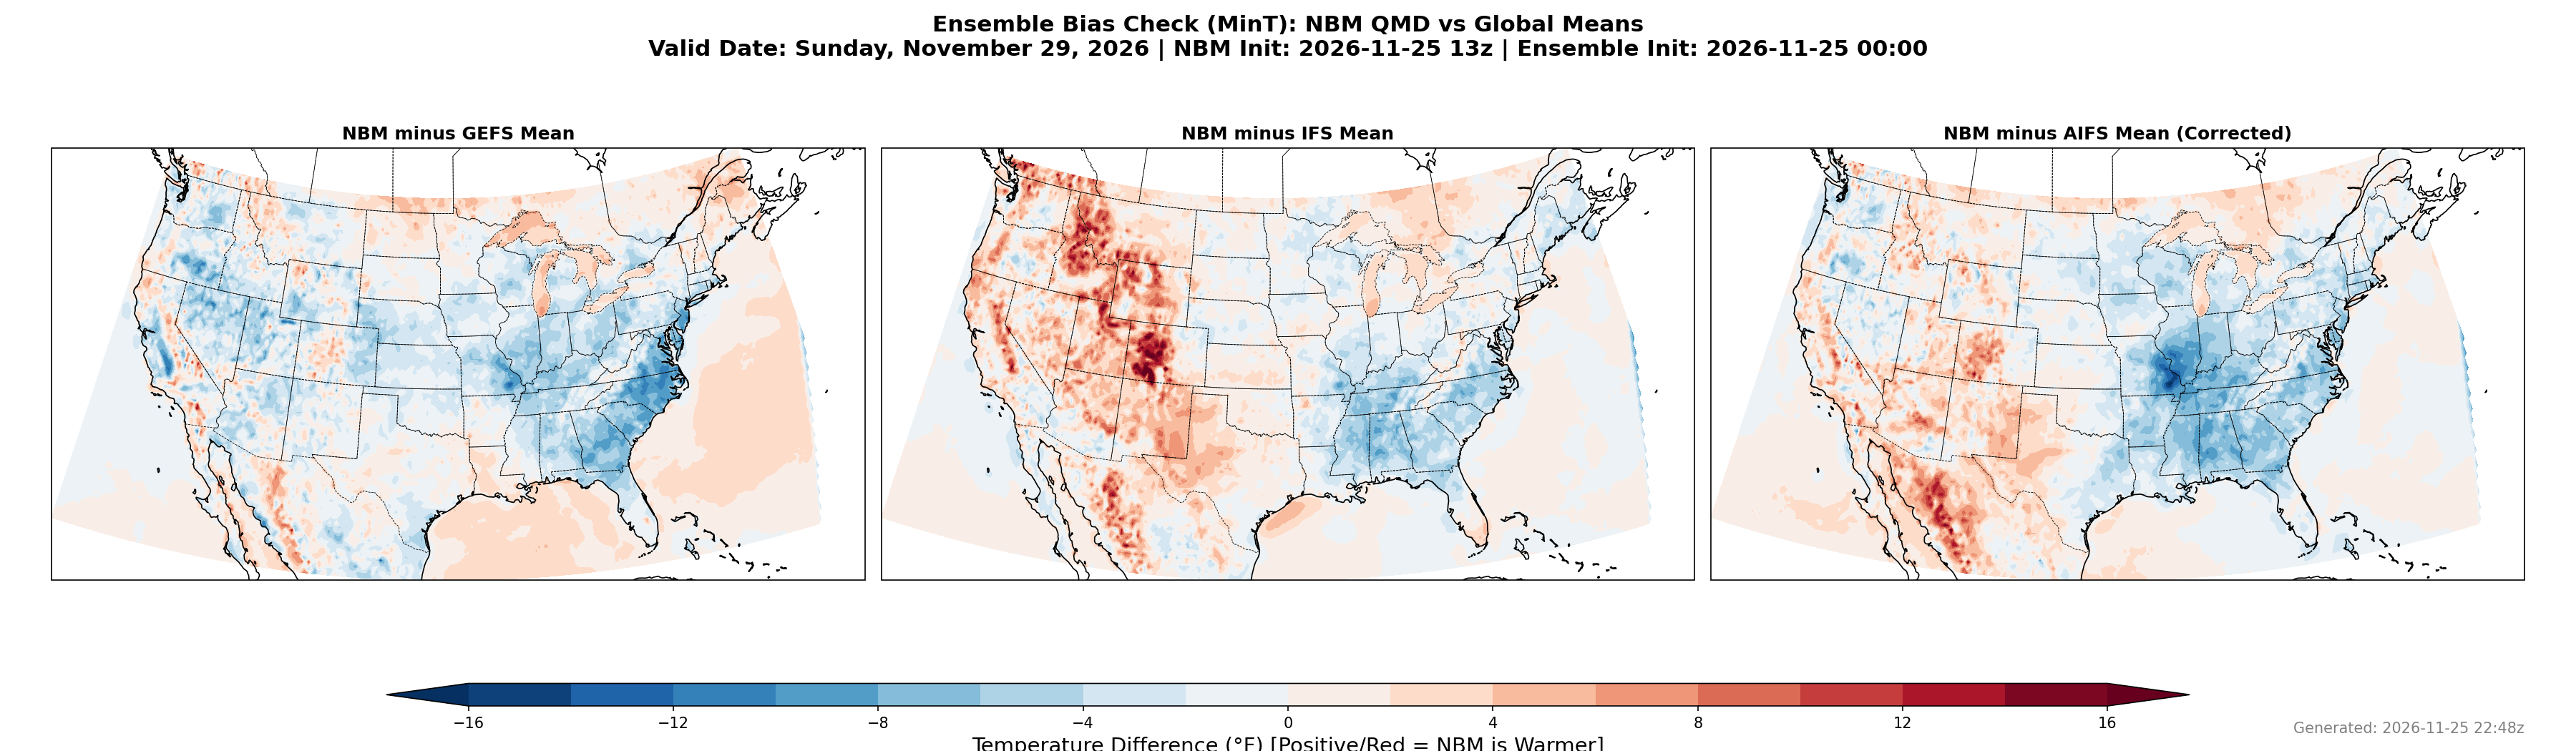 Ensemble Bias Check (MinT): NBM QMD vs Global Means
Valid Date: Sunday, November 29, 2026 | NBM Init: 2026-11-25 13z | Ensemble Init: 2026-11-25 00:00
NBM minus GEFS Mean
NBM minus IFS Mean
NBM minus AIFS Mean (Corrected)
−16 −12 −8 −4 0 4 8 12 16
Generated: 2026-11-25 22:48z
Temperature Difference (°F) [Positive/Red = NBM is Warmer]